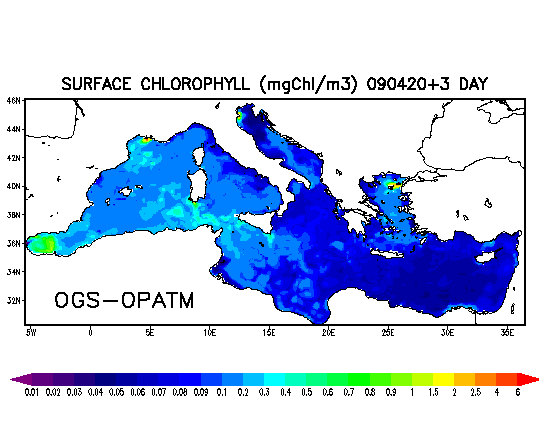 SURFACE CHLOROPHYLL (mgChl/m3) 090420+3 DAY
46N
44N
42N
40N
38N
36N
34N
32N
OGS-OPATM
5W 0 5E 10E 15E 20E 25E 30E 35E
0.01 0.02 0.03 0.04 0.05 0.06 0.07 0.08 0.09 0.1 0.2 0.3 0.4 0.5 0.6 0.7 0.8 0.9 1 1.5 2 2.5 4 6